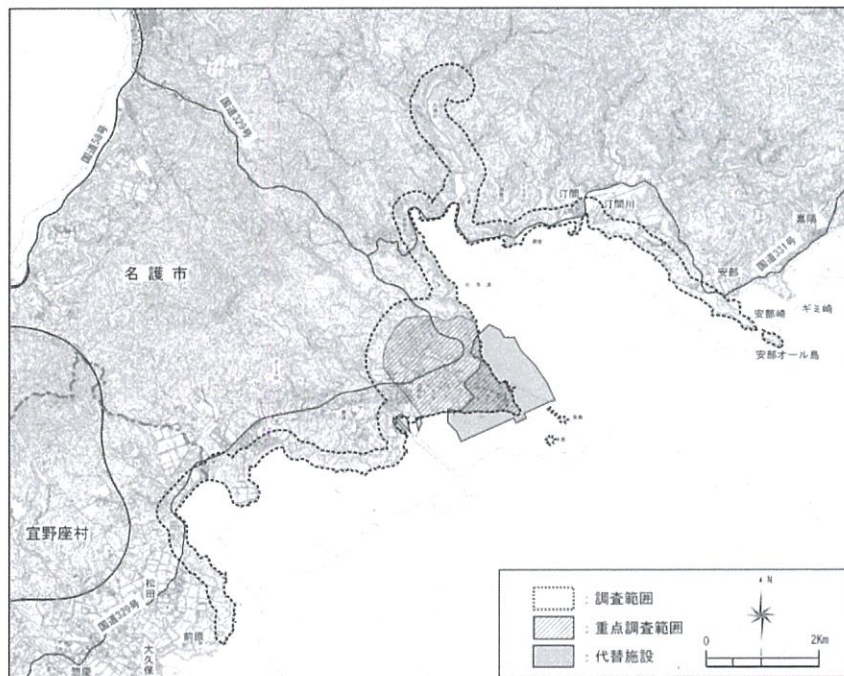 国道58号
国道329号
汀間
汀間川
嘉陽
国道331号
名護市
安部
安部崎
ギミ崎
安部オール島
宜野座村
松田
国道329号
前原
大久保
惣慶
: 調査範囲
: 重点調査範囲
: 代替施設
N
0 2Km